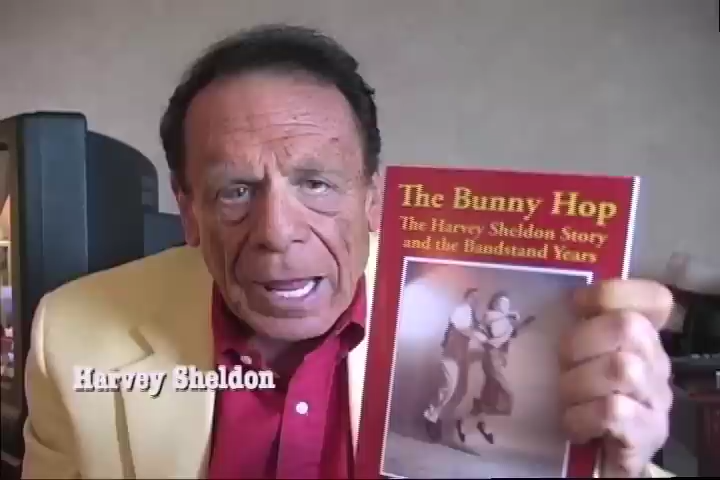 The Bunny Hop
The Harvey Sheldon Story
and the Bandstand Years
Harvey Sheldon